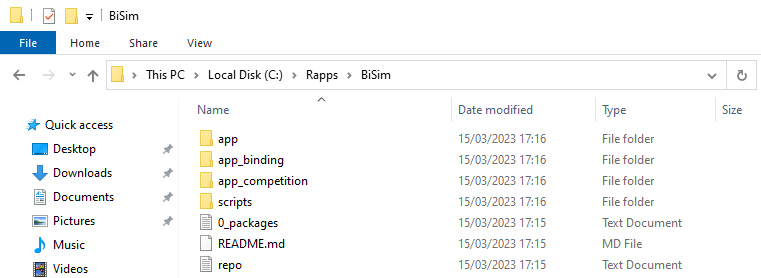 BiSim
File Home Share View
This PC Local Disk (C:) Rapps BiSim
Name Date modified Type Size
Quick access
Desktop
Downloads
Documents
Pictures
Music
Videos
app 15/03/2023 17:16 File folder
app_binding 15/03/2023 17:16 File folder
app_competition 15/03/2023 17:16 File folder
scripts 15/03/2023 17:16 File folder
0_packages 15/03/2023 17:15 Text Document
README.md 15/03/2023 17:15 MD File
repo 15/03/2023 17:15 Text Document